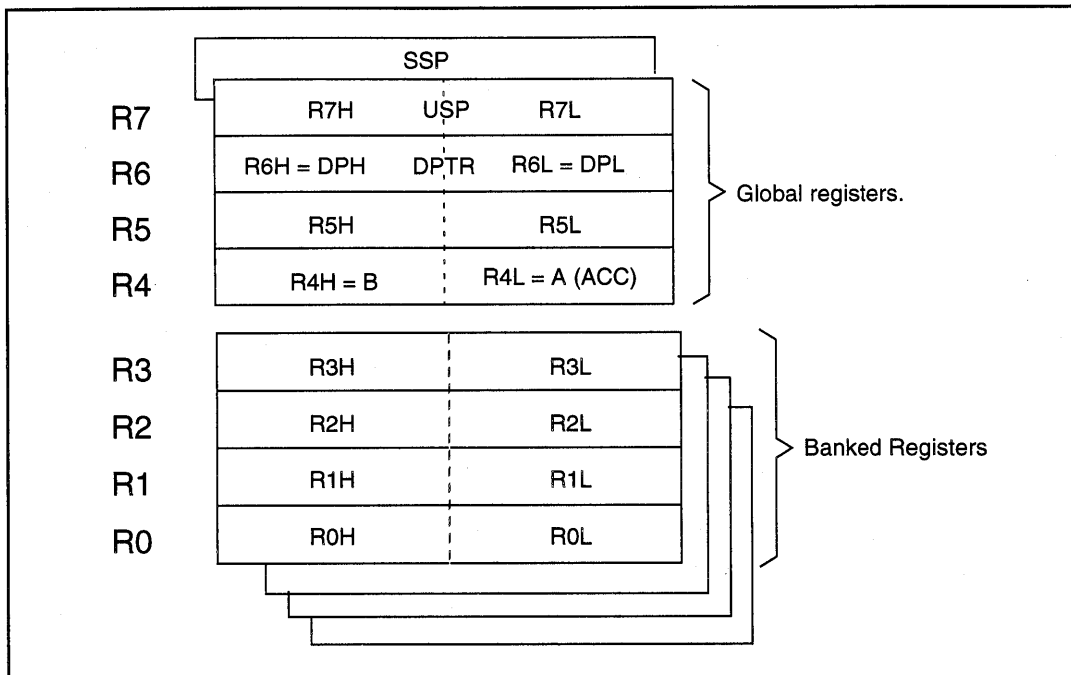 SSP
R7 R7H USP R7L
R6 R6H = DPH DPTR R6L = DPL
Global registers.
R5 R5H R5L
R4 R4H = B R4L = A (ACC)
R3 R3H R3L
R2 R2H R2L
Banked Registers
R1 R1H R1L
R0 R0H R0L